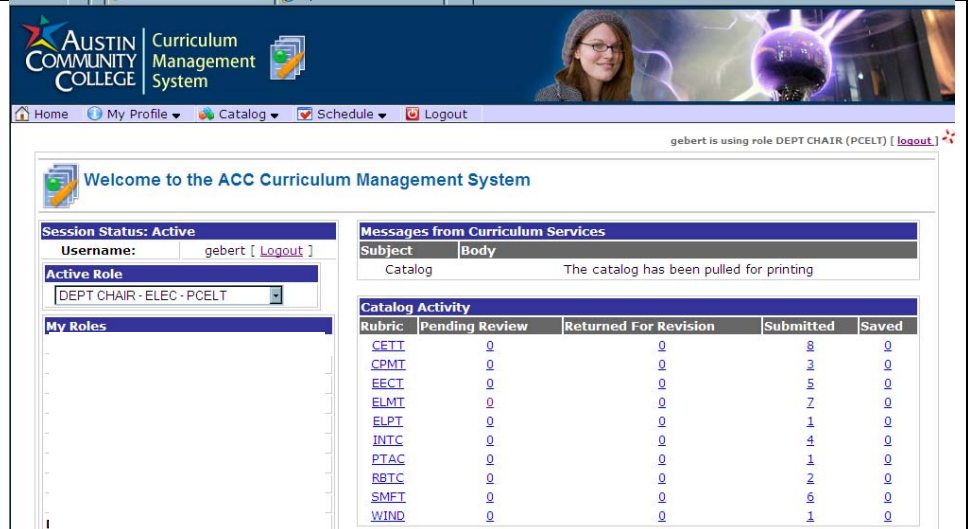 AUSTIN COMMUNITY COLLEGE
Curriculum Management System
Home My Profile Catalog Schedule Logout
gebert is using role DEPT CHAIR (PCELT) [ logout ]
Welcome to the ACC Curriculum Management System
Session Status: Active
Username: gebert [ Logout ]
Active Role
DEPT CHAIR - ELEC - PCELT
My Roles
Messages from Curriculum Services
Subject Body
Catalog The catalog has been pulled for printing
Catalog Activity
Rubric Pending Review Returned For Revision Submitted Saved
CETT 0 0 8 0
CPMT 0 0 3 0
EECT 0 0 5 0
ELMT 0 0 7 0
ELPT 0 0 1 0
INTC 0 0 4 0
PTAC 0 0 1 0
RBTC 0 0 2 0
SMFT 0 0 6 0
WIND 0 0 1 0